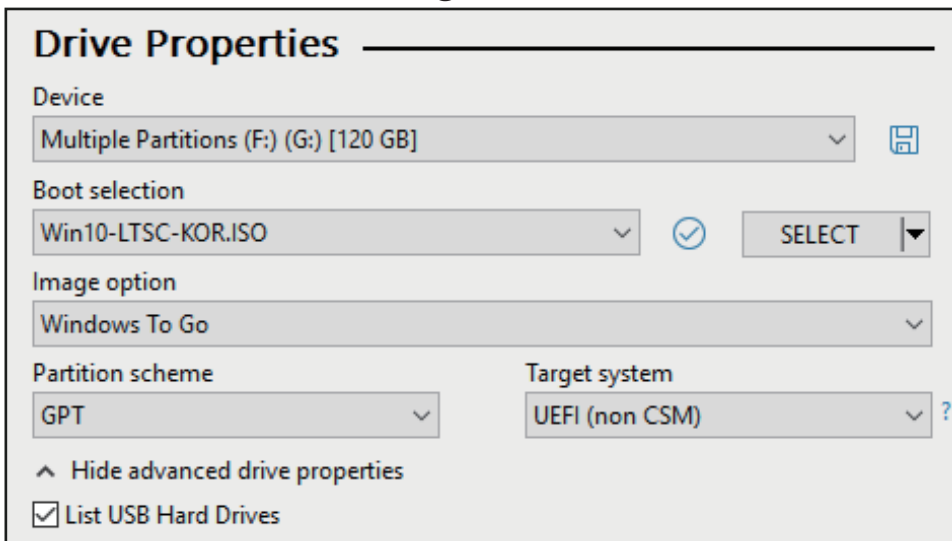 Drive Properties
Device
Multiple Partitions (F:) (G:) [120 GB]
Boot selection
Win10-LTSC-KOR.ISO
SELECT
Image option
Windows To Go
Partition scheme
Target system
GPT
UEFI (non CSM)
?
Hide advanced drive properties
List USB Hard Drives